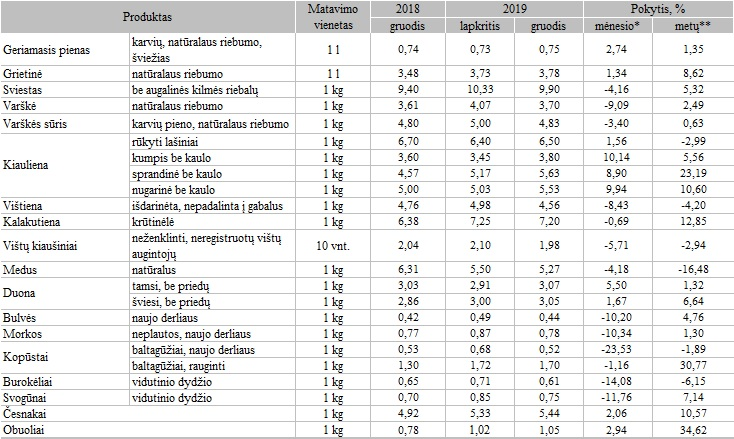 Produktas Matavimo vienetas 2018 2019 Pokytis, %
gruodis lapkritis gruodis mėnesio* metų**
Geriamasis pienas karvių, natūralaus riebumo, šviežias 1 l 0,74 0,73 0,75 2,74 1,35
Grietinė natūralaus riebumo 1 l 3,48 3,73 3,78 1,34 8,62
Sviestas be augalinės kilmės riebalų 1 kg 9,40 10,33 9,90 -4,16 5,32
Varškė natūralaus riebumo 1 kg 3,61 4,07 3,70 -9,09 2,49
Varškės sūris karvių pieno, natūralaus riebumo 1 kg 4,80 5,00 4,83 -3,40 0,63
Kiauliena rūkyti lašiniai 1 kg 6,70 6,40 6,50 1,56 -2,99
kumpis be kaulo 1 kg 3,60 3,45 3,80 10,14 5,56
sprandinė be kaulo 1 kg 4,57 5,17 5,63 8,90 23,19
nugarinė be kaulo 1 kg 5,00 5,03 5,53 9,94 10,60
Vištiena išdarinėta, nepadalinta į gabalus 1 kg 4,76 4,98 4,56 -8,43 -4,20
Kalakutiena krūtinėlė 1 kg 6,38 7,25 7,20 -0,69 12,85
Vištų kiaušiniai neženklinti, neregistruotų vištų augintojų 10 vnt. 2,04 2,10 1,98 -5,71 -2,94
Medus natūralus 1 kg 6,31 5,50 5,27 -4,18 -16,48
Duona tamsi, be priedų 1 kg 3,03 2,91 3,07 5,50 1,32
šviesi, be priedų 1 kg 2,86 3,00 3,05 1,67 6,64
Bulvės naujo derliaus 1 kg 0,42 0,49 0,44 -10,20 4,76
Morkos neplautos, naujo derliaus 1 kg 0,77 0,87 0,78 -10,34 1,30
Kopūstai baltagūžiai, naujo derliaus 1 kg 0,53 0,68 0,52 -23,53 -1,89
baltagūžiai, rauginti 1 kg 1,30 1,72 1,70 -1,16 30,77
Burokėliai vidutinio dydžio 1 kg 0,65 0,71 0,61 -14,08 -6,15
Svogūnai vidutinio dydžio 1 kg 0,70 0,85 0,75 -11,76 7,14
Česnakai 1 kg 4,92 5,33 5,44 2,06 10,57
Obuoliai 1 kg 0,78 1,02 1,05 2,94 34,62